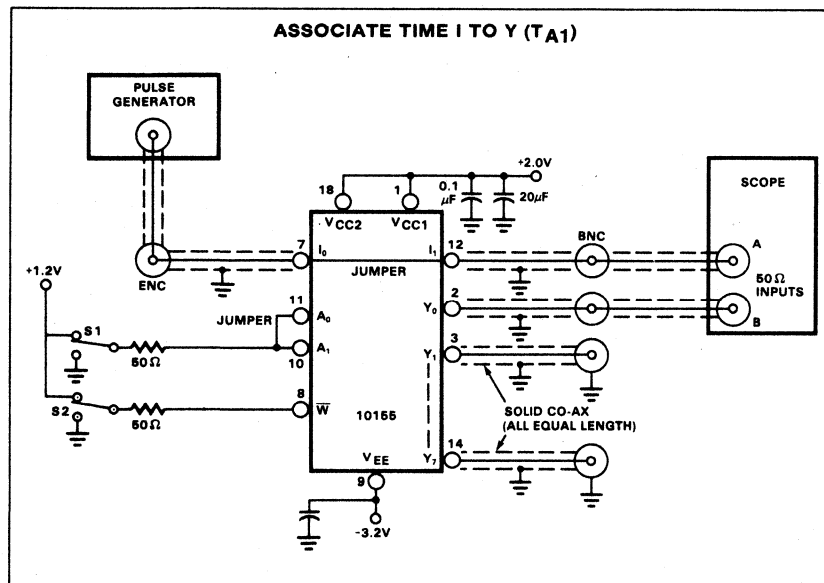 ASSOCIATE TIME I TO Y (TA1)
PULSE
GENERATOR
+2.0V
18
1
0.1
µF
20µF
SCOPE
VCC2
VCC1
7
I0
I1
12
BNC
A
+1.2V
ENC
JUMPER
50Ω
INPUTS
11
A0
Y0
2
JUMPER
B
S1
A1
Y1
3
50Ω
10
8
W̅
10155
SOLID CO-AX
(ALL EQUAL LENGTH)
S2
50Ω
VEE
Y7
14
9
-3.2V